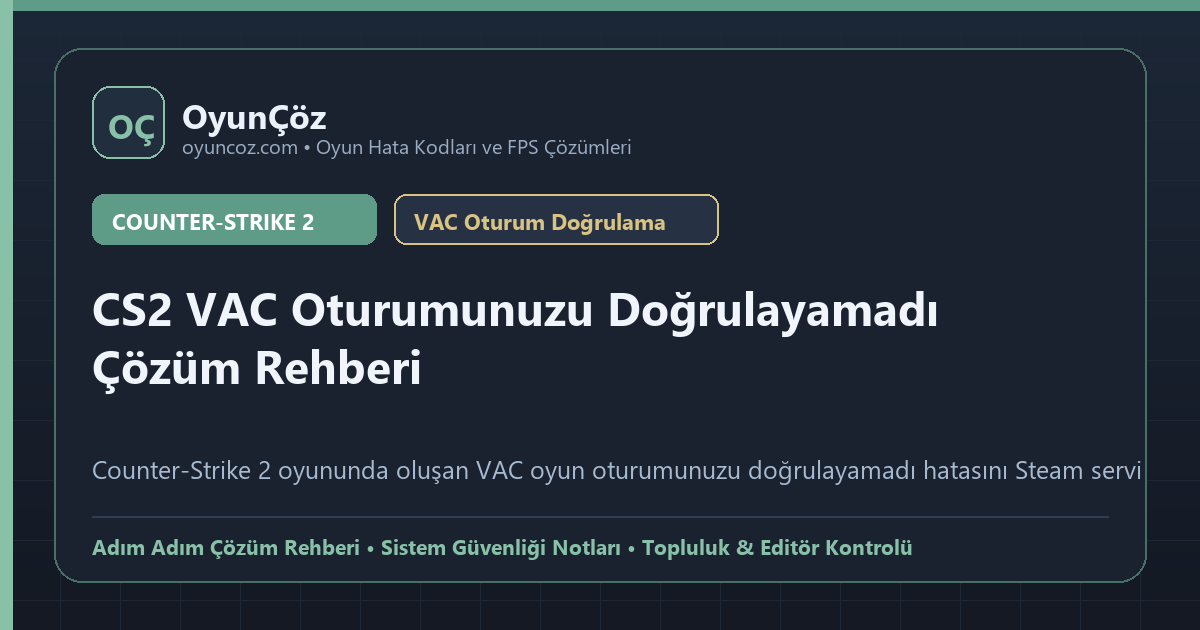 OÇ
OyunÇöz
oyuncoz.com • Oyun Hata Kodları ve FPS Çözümleri
COUNTER-STRIKE 2
VAC Oturum Doğrulama
CS2 VAC Oturumunuzu Doğrulayamadı
Çözüm Rehberi
Counter-Strike 2 oyununda oluşan VAC oyun oturumunuzu doğrulayamadı hatasını Steam servi
Adım Adım Çözüm Rehberi • Sistem Güvenliği Notları • Topluluk & Editör Kontrolü